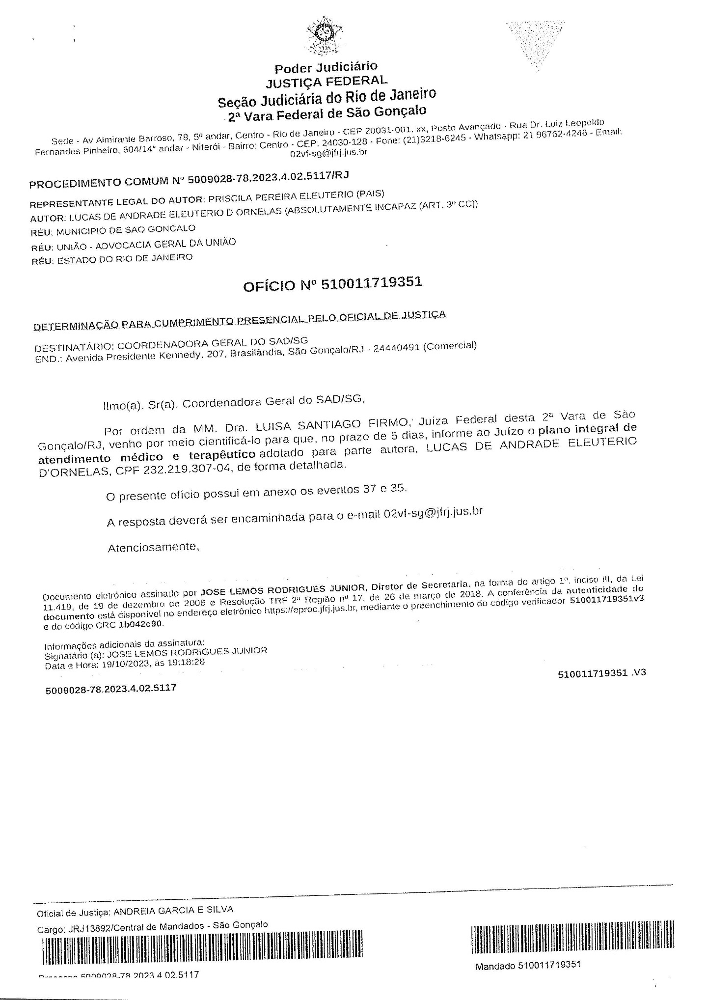 Poder Judiciário
JUSTIÇA FEDERAL
Seção Judiciária do Rio de Janeiro
2ª Vara Federal de São Gonçalo
Sede - Av Almirante Barroso, 78, 5º andar, Centro - Rio de Janeiro - CEP 20031-001, xx, Posto Avançado - Rua Dr. Luiz Leopoldo
Fernandes Pinheiro, 604/14º andar - Niterói - Bairro: Centro - CEP: 24030-128 - Fone: (21)3218-6245 - Whatsapp: 21 96762-4246 - Email:
02vf-sg@jfrj.jus.br
PROCEDIMENTO COMUM Nº 5009028-78.2023.4.02.5117/RJ
REPRESENTANTE LEGAL DO AUTOR: PRISCILA PEREIRA ELEUTERIO (PAIS)
AUTOR: LUCAS DE ANDRADE ELEUTERIO D ORNELAS (ABSOLUTAMENTE INCAPAZ (ART. 3º CC))
RÉU: MUNICIPIO DE SAO GONCALO
RÉU: UNIÃO - ADVOCACIA GERAL DA UNIÃO
RÉU: ESTADO DO RIO DE JANEIRO
OFÍCIO Nº 510011719351
DETERMINAÇÃO PARA CUMPRIMENTO PRESENCIAL PELO OFICIAL DE JUSTIÇA
DESTINATÁRIO: COORDENADORA GERAL DO SAD/SG
END.: Avenida Presidente Kennedy, 207, Brasilândia, São Gonçalo/RJ - 24440491 (Comercial)
Ilmo(a). Sr(a). Coordenadora Geral do SAD/SG,
Por ordem da MM. Dra. LUISA SANTIAGO FIRMO, Juíza Federal desta 2ª Vara de São
Gonçalo/RJ, venho por meio cientificá-lo para que, no prazo de 5 dias, informe ao Juízo o plano integral de
atendimento médico e terapêutico adotado para parte autora, LUCAS DE ANDRADE ELEUTERIO
D'ORNELAS, CPF 232.219.307-04, de forma detalhada.
O presente ofício possui em anexo os eventos 37 e 35.
A resposta deverá ser encaminhada para o e-mail 02vf-sg@jfrj.jus.br
Atenciosamente,
Documento eletrônico assinado por JOSE LEMOS RODRIGUES JUNIOR, Diretor de Secretaria, na forma do artigo 1º, inciso III, da Lei
11.419, de 19 de dezembro de 2006 e Resolução TRF 2ª Região nº 17, de 26 de março de 2018. A conferência da autenticidade do
documento está disponível no endereço eletrônico https://eproc.jfrj.jus.br, mediante o preenchimento do código verificador 510011719351v3
e do código CRC 1b042c90.
Informações adicionais da assinatura:
Signatário (a): JOSE LEMOS RODRIGUES JUNIOR
Data e Hora: 19/10/2023, às 19:18:28
5009028-78.2023.4.02.5117
510011719351 .V3
Oficial de Justiça: ANDREIA GARCIA E SILVA
Cargo: JRJ13892/Central de Mandados - São Gonçalo
Processo 5009028-78.2023.4.02.5117
Mandado 510011719351